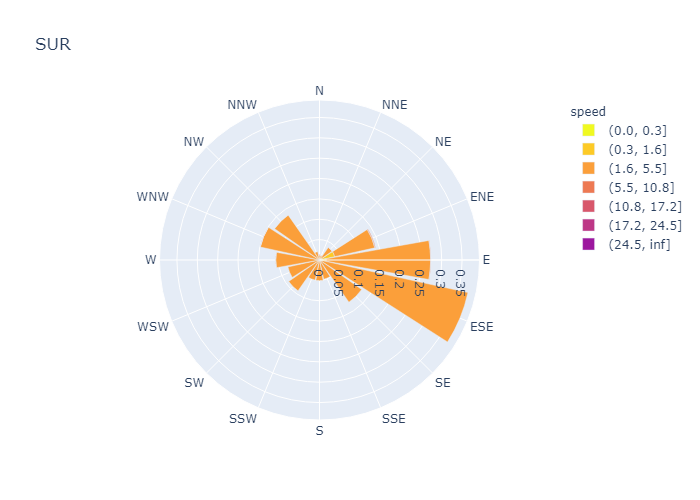 SUR
N
NNE
NE
ENE
E
ESE
SE
SSE
S
SSW
SW
WSW
W
WNW
NW
NNW
0
0.05
0.1
0.15
0.2
0.25
0.3
0.35
speed
(0.0, 0.3]
(0.3, 1.6]
(1.6, 5.5]
(5.5, 10.8]
(10.8, 17.2]
(17.2, 24.5]
(24.5, inf]